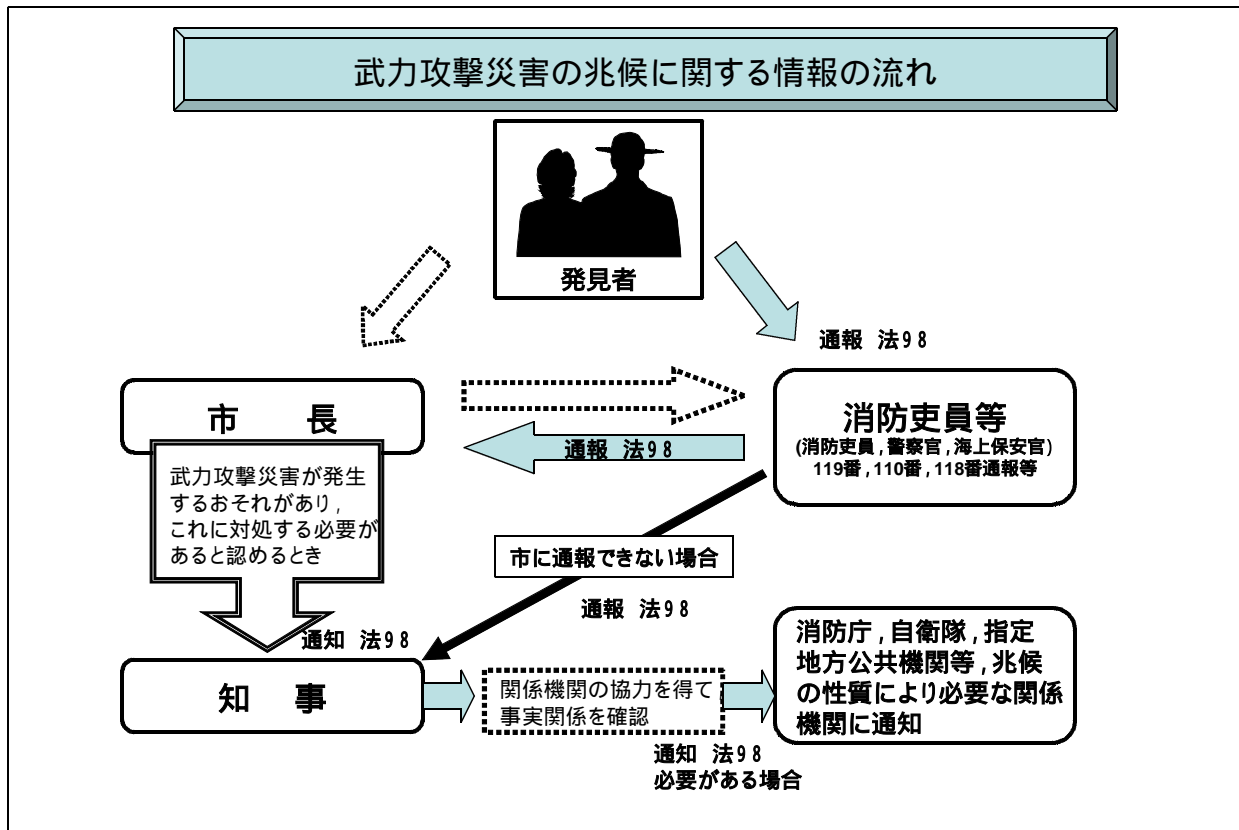 武力攻撃災害の兆候に関する情報の流れ
発見者
通報 法98
市 長
消防吏員等
(消防吏員,警察官,海上保安官)
119番,110番,118番通報等
通報 法98
武力攻撃災害が発生
するおそれがあり,
これに対処する必要が
あると認めるとき
市に通報できない場合
通報 法98
通知 法98
知 事
関係機関の協力を得て
事実関係を確認
消防庁,自衛隊,指定
地方公共機関等,兆候
の性質により必要な関係
機関に通知
通知 法98
必要がある場合